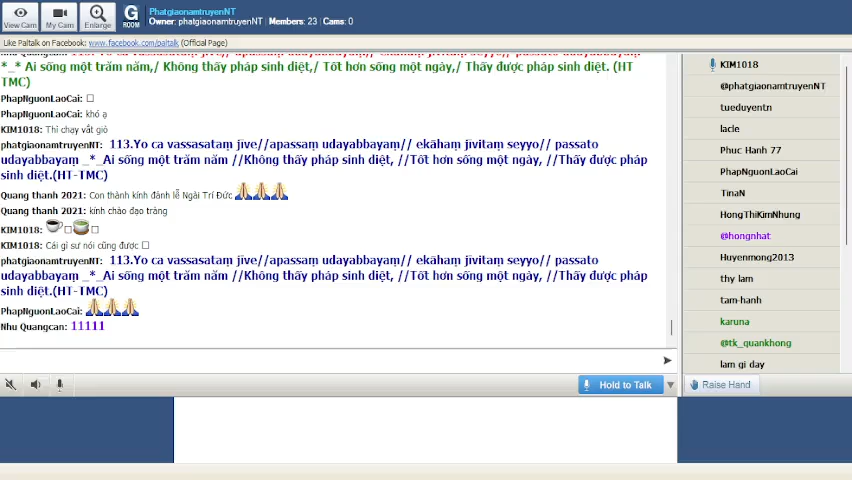 PhatgiaonamtruyenNT
Owner: phatgiaonamtruyenNT | Members: 23 | Cams: 0
View Cam
My Cam
Enlarge
G
ROOM
Like Paltalk on Facebook: www.facebook.com/paltalk (Official Page)
*_* Ai sống một trăm năm,/ Không thấy pháp sinh diệt,/ Tốt hơn sống một ngày,/ Thấy được pháp sinh diệt. (HT
TMC)
PhapNguonLaoCai:
PhapNguonLaoCai: khó ạ
KIM1018: Thì chạy vắt giò
phatgiaonamtruyenNT: 113.Yo ca vassasataṃ jīve//apassaṃ udayabbayaṃ// ekāhaṃ jīvitaṃ seyyo// passato
udayabbayaṃ _*_Ai sống một trăm năm //Không thấy pháp sinh diệt, //Tốt hơn sống một ngày, //Thấy được pháp
sinh diệt.(HT-TMC)
Quang thanh 2021: Con thành kính đảnh lễ Ngài Trí Đức
Quang thanh 2021: kính chào đạo tràng
KIM1018:
KIM1018: Cái gì sư nói cũng được
phatgiaonamtruyenNT: 113.Yo ca vassasataṃ jīve//apassaṃ udayabbayaṃ// ekāhaṃ jīvitaṃ seyyo// passato
udayabbayaṃ _*_Ai sống một trăm năm //Không thấy pháp sinh diệt, //Tốt hơn sống một ngày, //Thấy được pháp
sinh diệt.(HT-TMC)
PhapNguonLaoCai:
Nhu Quangcan: 11111
Hold to Talk
KIM1018
@phatgiaonamtruyenNT
tueduyentn
lacle
Phuc Hanh 77
PhapNguonLaoCai
TinaN
HongThiKimNhung
@hongnhat
Huyenmong2013
thy lam
tam-hanh
karuna
@tk_quankhong
lam gi day
Raise Hand